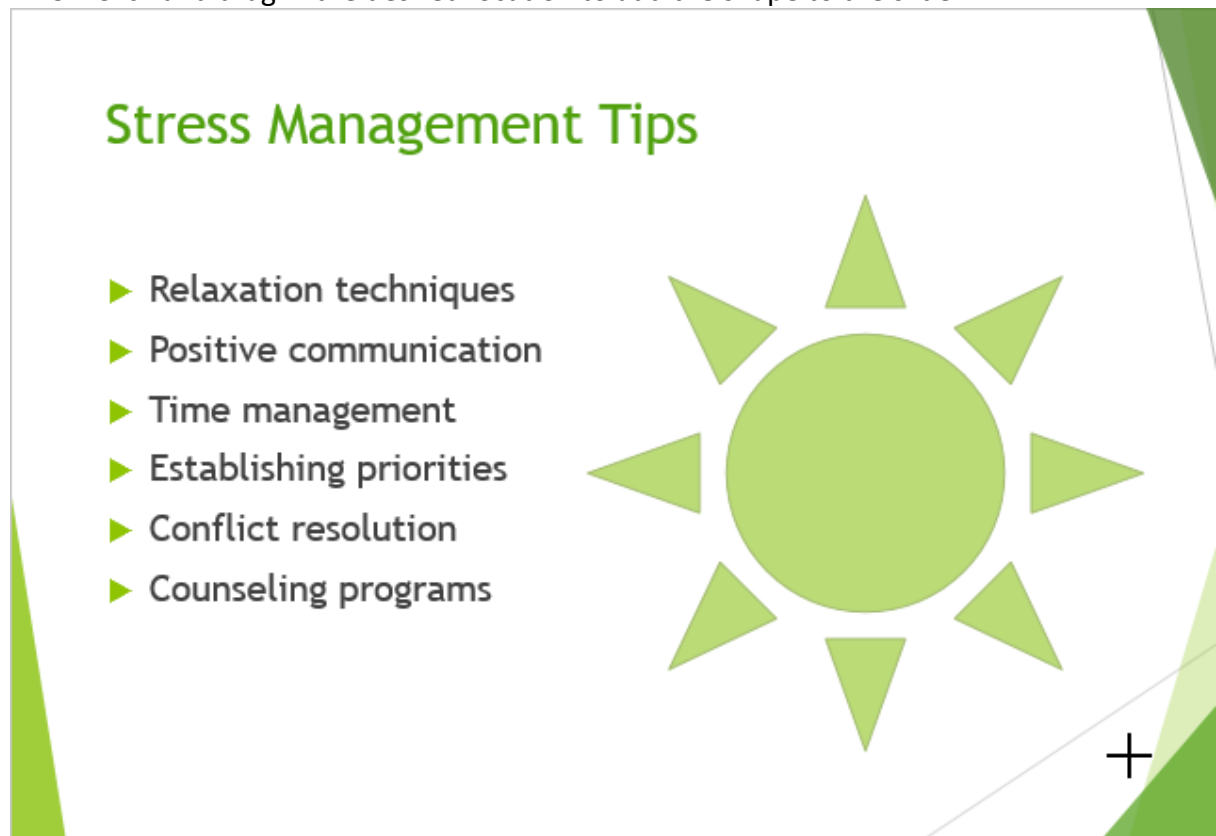 Stress Management Tips
Relaxation techniques
Positive communication
Time management
Establishing priorities
Conflict resolution
Counseling programs